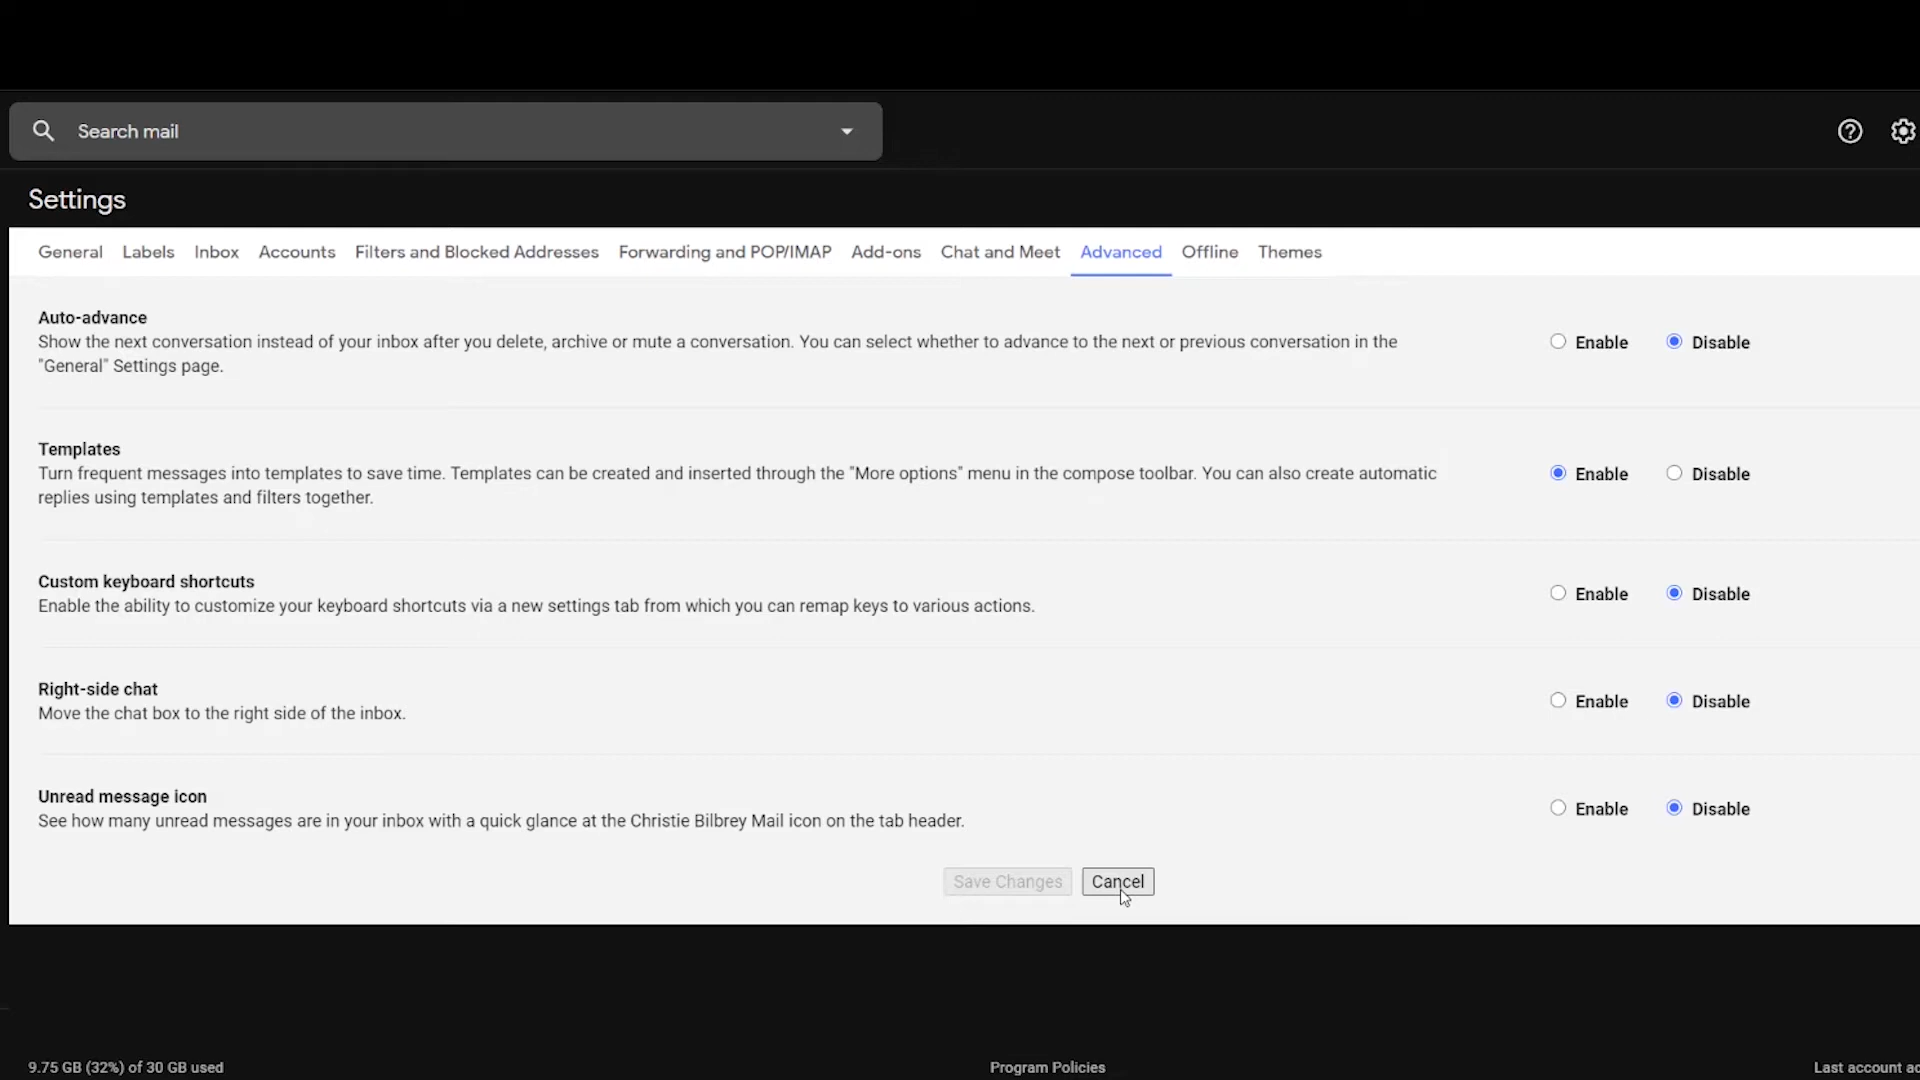 Search mail
Settings
General Labels Inbox Accounts Filters and Blocked Addresses Forwarding and POP/IMAP Add-ons Chat and Meet Advanced Offline Themes
Auto-advance
Show the next conversation instead of your inbox after you delete, archive or mute a conversation. You can select whether to advance to the next or previous conversation in the
"General" Settings page.
Enable Disable
Templates
Turn frequent messages into templates to save time. Templates can be created and inserted through the "More options" menu in the compose toolbar. You can also create automatic
replies using templates and filters together.
Enable Disable
Custom keyboard shortcuts
Enable the ability to customize your keyboard shortcuts via a new settings tab from which you can remap keys to various actions.
Enable Disable
Right-side chat
Move the chat box to the right side of the inbox.
Enable Disable
Unread message icon
See how many unread messages are in your inbox with a quick glance at the Christie Bilbrey Mail icon on the tab header.
Enable Disable
Save Changes Cancel
9.75 GB (32%) of 30 GB used Program Policies Last account